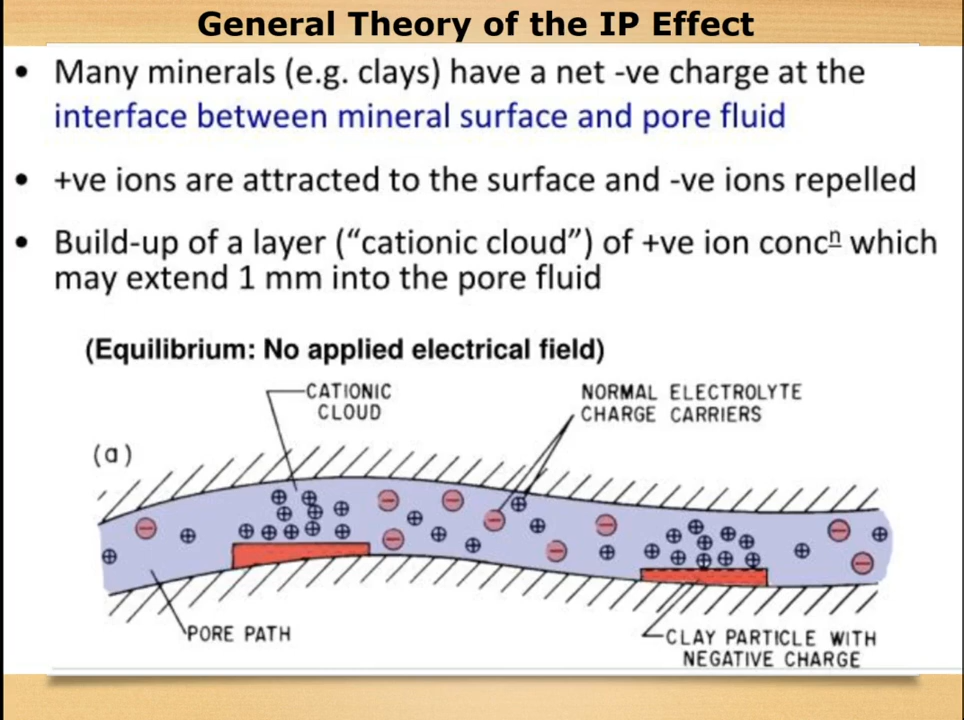 General Theory of the IP Effect
• Many minerals (e.g. clays) have a net -ve charge at the
interface between mineral surface and pore fluid
• +ve ions are attracted to the surface and -ve ions repelled
• Build-up of a layer (“cationic cloud”) of +ve ion concⁿ which
may extend 1 mm into the pore fluid
(Equilibrium: No applied electrical field)
CATIONIC
CLOUD
NORMAL ELECTROLYTE
CHARGE CARRIERS
(a)
PORE PATH
CLAY PARTICLE WITH
NEGATIVE CHARGE